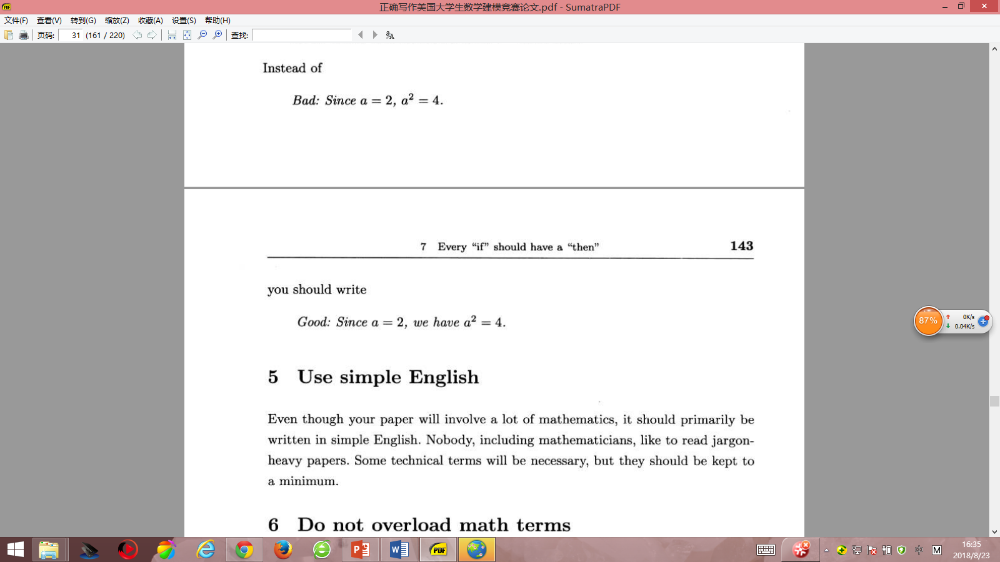 正确写作美国大学生数学建模竞赛论文.pdf - SumatraPDF
文件(F) 查看(V) 转到(G) 缩放(Z) 收藏(A) 设置(S) 帮助(H)
页码: 31 (161 / 220) 查找:
Instead of
Bad: Since a = 2, a² = 4.
7 Every “if” should have a “then” 143
you should write
Good: Since a = 2, we have a² = 4.
87% 0K/s
0.04K/s
5 Use simple English
Even though your paper will involve a lot of mathematics, it should primarily be
written in simple English. Nobody, including mathematicians, like to read jargon-
heavy papers. Some technical terms will be necessary, but they should be kept to
a minimum.
6 Do not overload math terms
中 M
16:35
2018/8/23